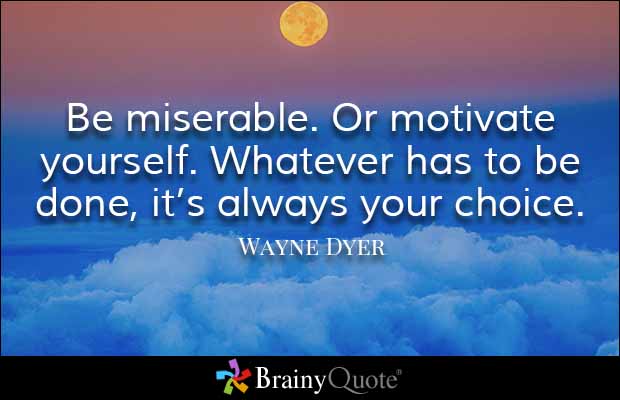 Be miserable. Or motivate
yourself. Whatever has to be
done, it's always your choice.
WAYNE DYER
BrainyQuote®